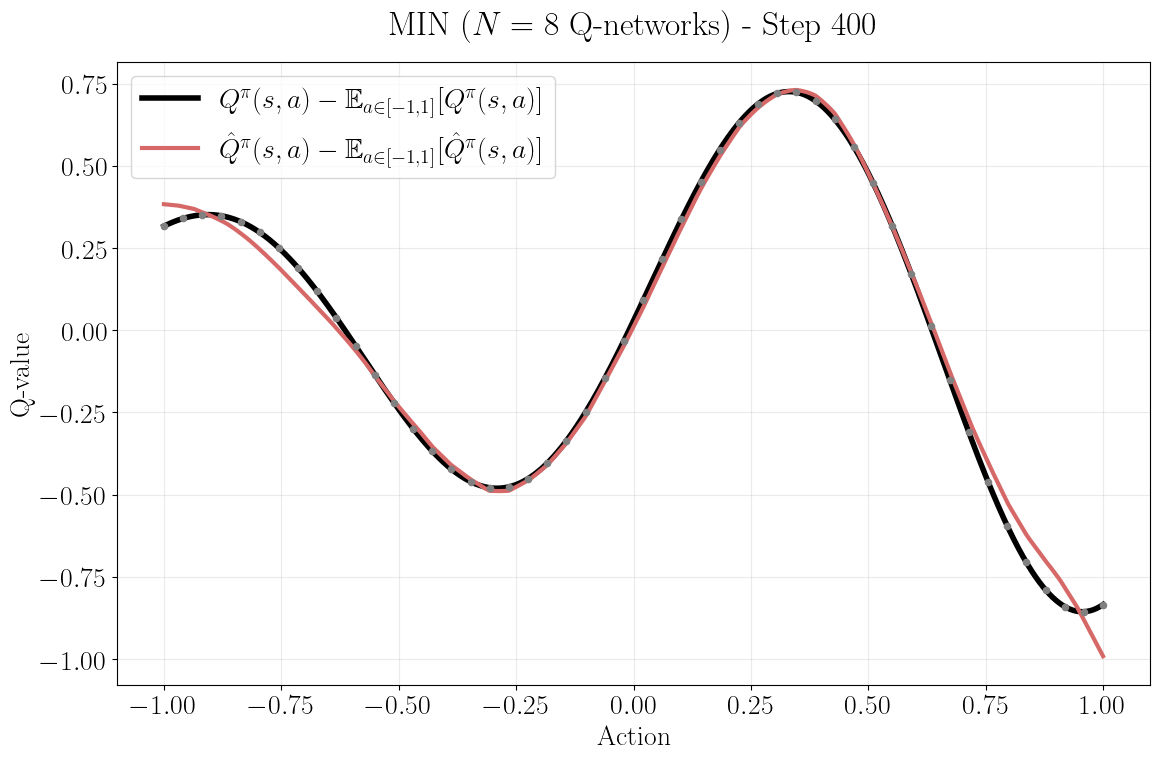 MIN (N = 8 Q-networks) - Step 400
Q^π(s, a) − 𝔼_{a∈[−1,1]}[Q^π(s, a)]
Q̂^π(s, a) − 𝔼_{a∈[−1,1]}[Q̂^π(s, a)]
Q-value
0.75
0.50
0.25
0.00
−0.25
−0.50
−0.75
−1.00
−1.00 −0.75 −0.50 −0.25 0.00 0.25 0.50 0.75 1.00
Action